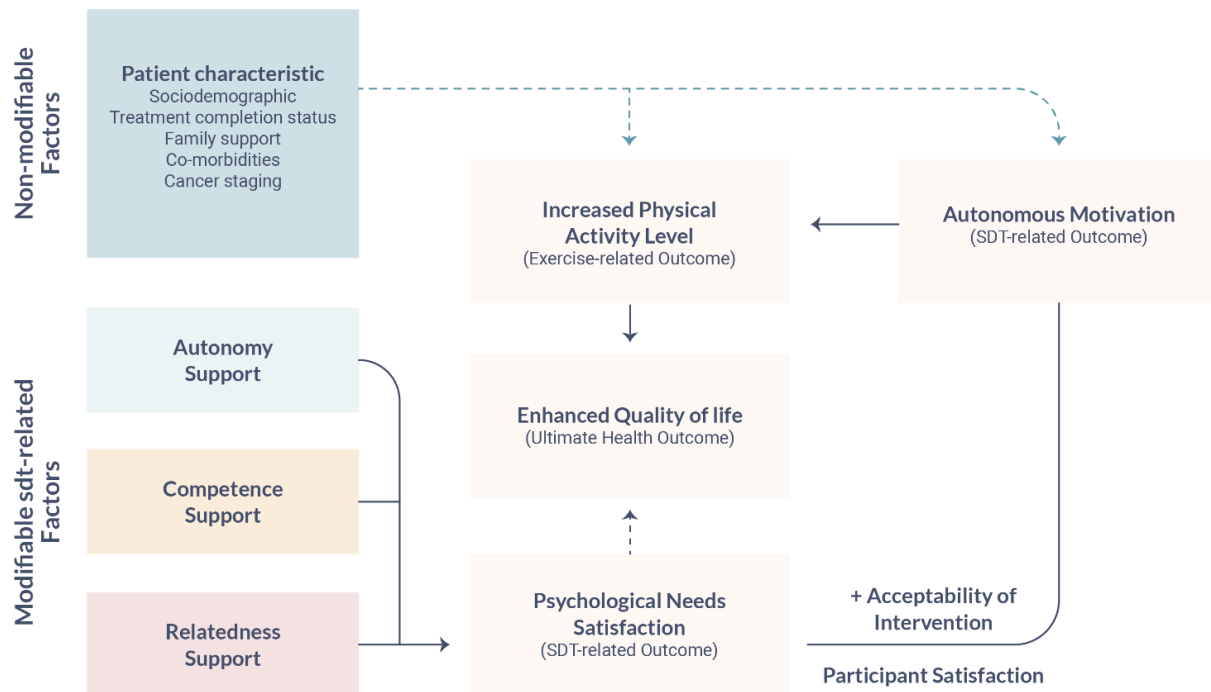 Non-modifiable
Factors
Patient characteristic
Sociodemographic
Treatment completion status
Family support
Co-morbidities
Cancer staging
Increased Physical
Activity Level
(Exercise-related Outcome)
Autonomous Motivation
(SDT-related Outcome)
Modifiable sdt-related
Factors
Autonomy
Support
Competence
Support
Relatedness
Support
Enhanced Quality of life
(Ultimate Health Outcome)
Psychological Needs
Satisfaction
(SDT-related Outcome)
+ Acceptability of
Intervention
Participant Satisfaction